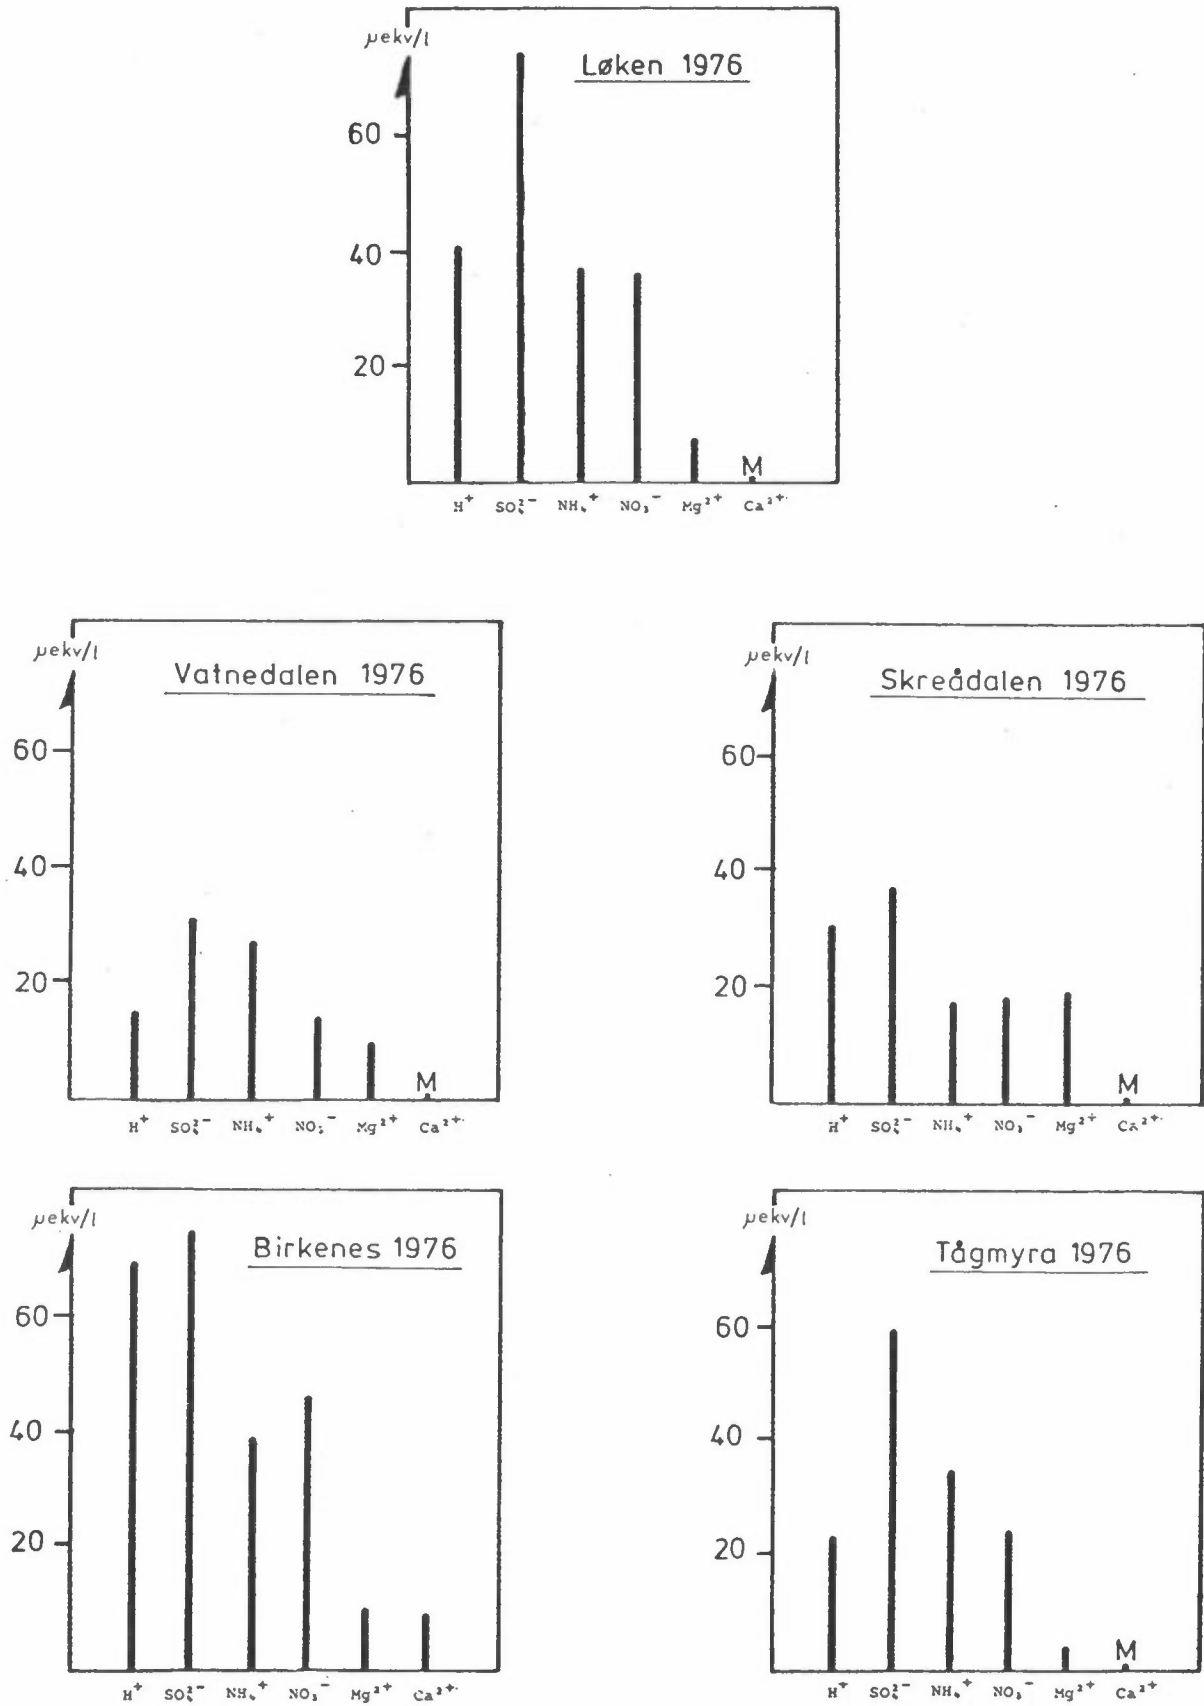 µekv/l
Løken 1976
60
40
20
M
H⁺ SO₄²⁻ NH₄⁺ NO₃⁻ Mg²⁺ Ca²⁺
µekv/l
Vatnedalen 1976
60
40
20
M
H⁺ SO₄²⁻ NH₄⁺ NO₃⁻ Mg²⁺ Ca²⁺
µekv/l
Skreådalen 1976
60
40
20
M
H⁺ SO₄²⁻ NH₄⁺ NO₃⁻ Mg²⁺ Ca²⁺
µekv/l
Birkenes 1976
60
40
20
H⁺ SO₄²⁻ NH₄⁺ NO₃⁻ Mg²⁺ Ca²⁺
µekv/l
Tågmyra 1976
60
40
20
M
H⁺ SO₄²⁻ NH₄⁺ NO₃⁻ Mg²⁺ Ca²⁺